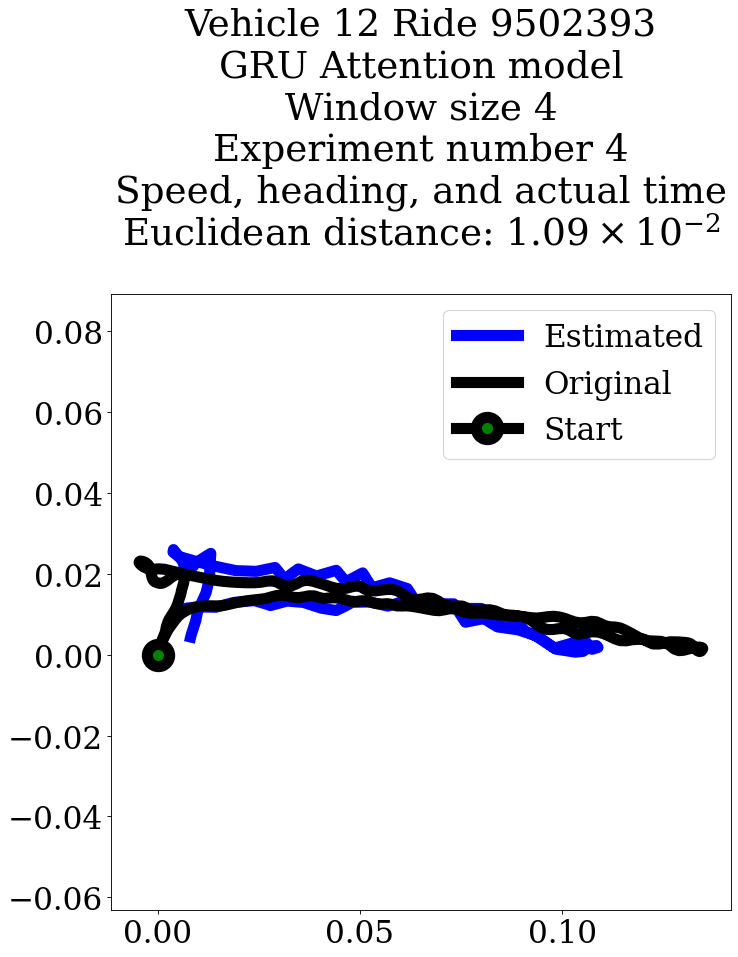 Vehicle 12 Ride 9502393
GRU Attention model
Window size 4
Experiment number 4
Speed, heading, and actual time
Euclidean distance: 1.09 × 10⁻²
Estimated
Original
Start
0.08
0.06
0.04
0.02
0.00
−0.02
−0.04
−0.06
0.00 0.05 0.10